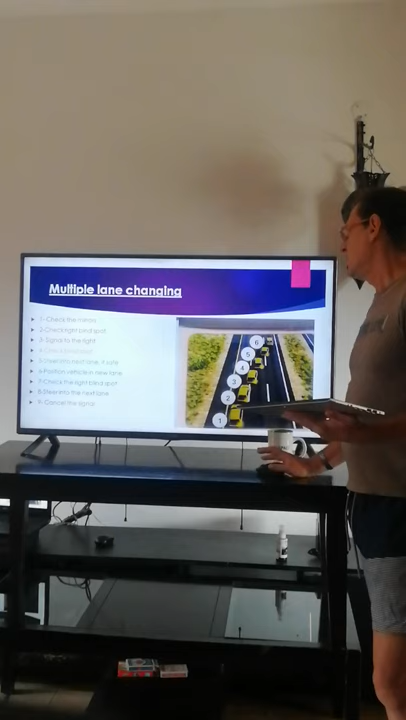 Multiple lane changing
1- Check the mirrors
2-Check right blind spot
3- Signal to the right
5-Steer into next lane, if safe
6-Position vehicle in new lane
7-Check the right blind spot
8-Steer into the next lane
9- Cancel the signal
6
5
4
3
2
1